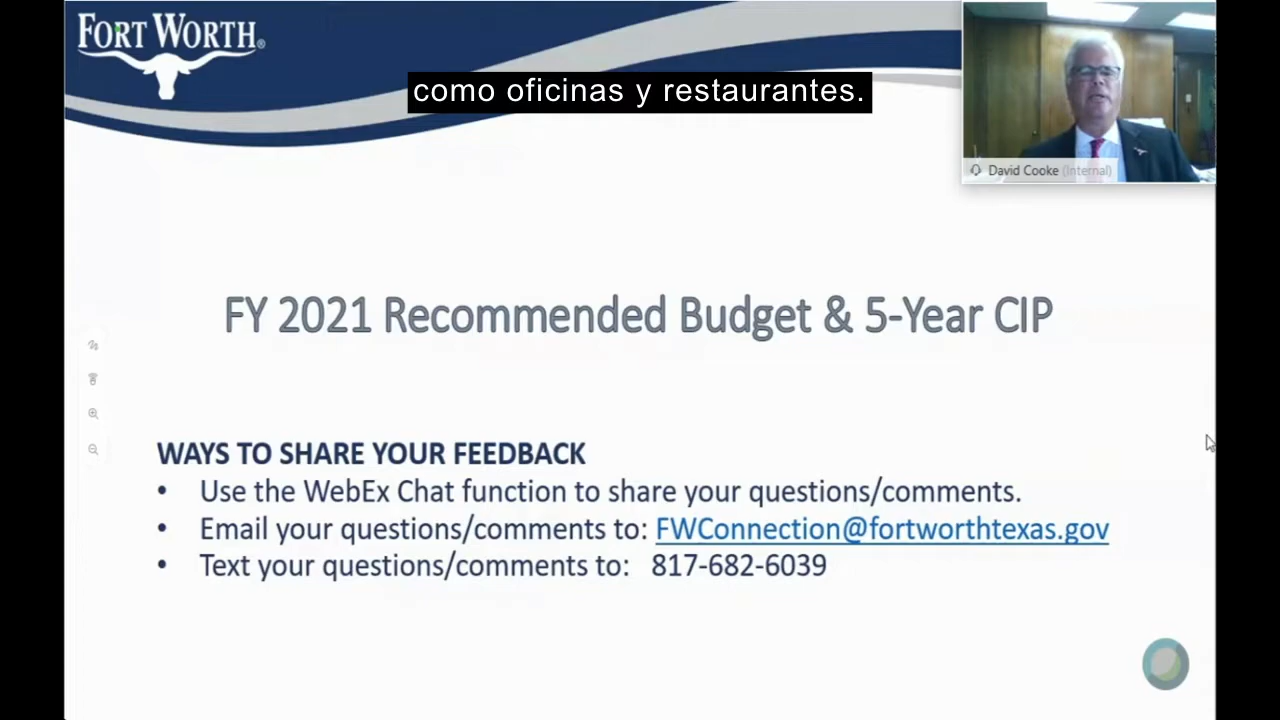 FORT WORTH®
como oficinas y restaurantes.
David Cooke (Internal)
FY 2021 Recommended Budget & 5-Year CIP
WAYS TO SHARE YOUR FEEDBACK
• Use the WebEx Chat function to share your questions/comments.
• Email your questions/comments to: FWConnection@fortworthtexas.gov
• Text your questions/comments to: 817-682-6039